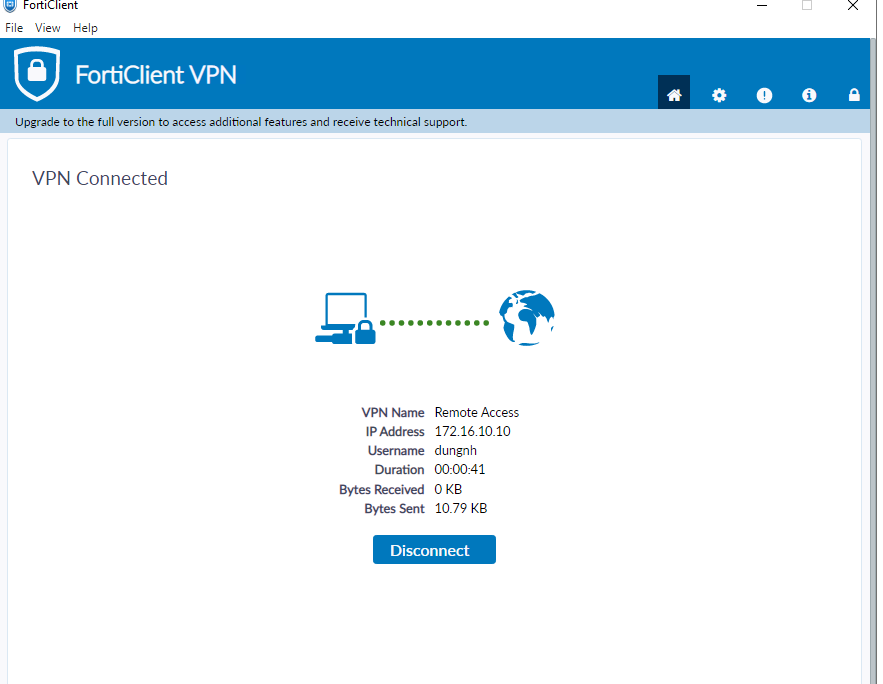 FortiClient
File View Help
FortiClient VPN
Upgrade to the full version to access additional features and receive technical support.
VPN Connected
VPN Name Remote Access
IP Address 172.16.10.10
Username dungnh
Duration 00:00:41
Bytes Received 0 KB
Bytes Sent 10.79 KB
Disconnect